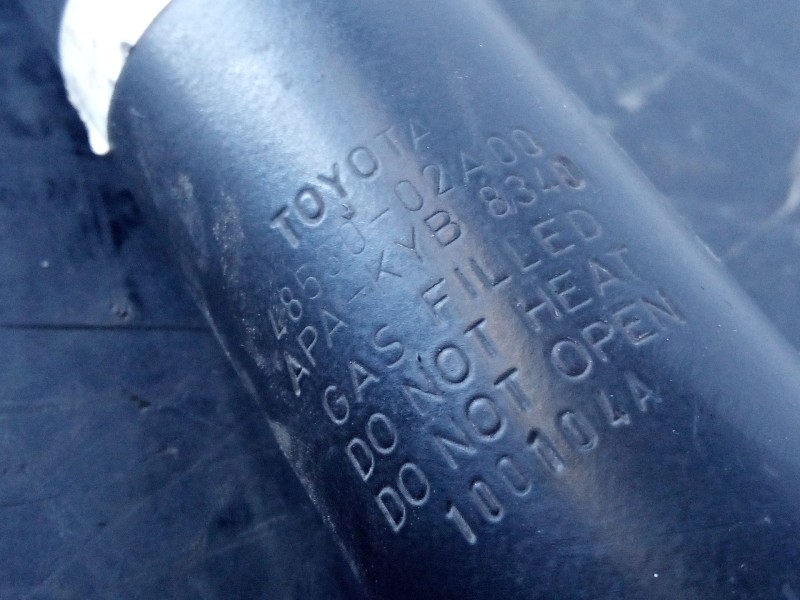 TOYOTA
48530-02A00
APA-KYB 8340
GAS FILLED
DO NOT HEAT
DO NOT OPEN
100104A